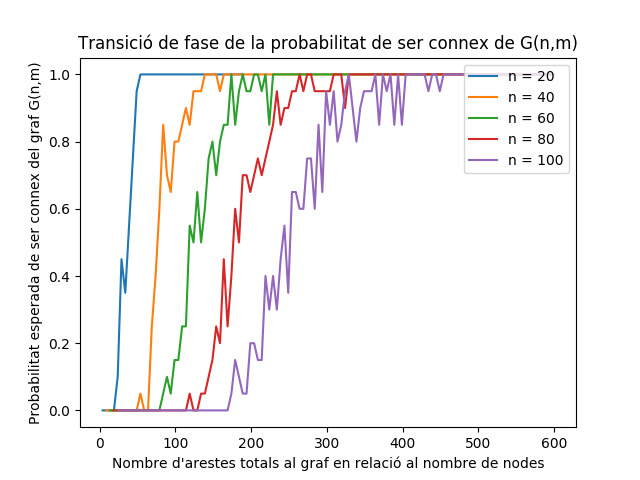 Transició de fase de la probabilitat de ser connex de G(n,m)
Probabilitat esperada de ser connex del graf G(n,m)
1.0
0.8
0.6
0.4
0.2
0.0
n = 20
n = 40
n = 60
n = 80
n = 100
0 100 200 300 400 500 600
Nombre d'arestes totals al graf en relació al nombre de nodes